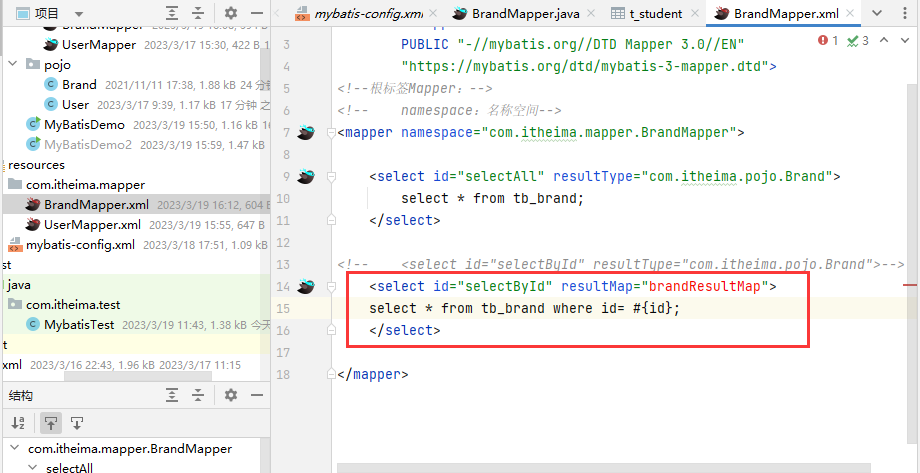 项目
mybatis-config.xml
BrandMapper.java
t_student
BrandMapper.xml
UserMapper 2023/3/17 15:30, 422 B
pojo
Brand 2021/11/11 17:38, 1.88 kB 24 分
User 2023/3/17 9:39, 1.17 kB 17 分钟 之
MyBatisDemo 2023/3/19 15:50, 1.16 kB
MyBatisDemo2 2023/3/19 15:59, 1.47 kB
resources
com.itheima.mapper
BrandMapper.xml 2023/3/19 16:12, 604 B
UserMapper.xml 2023/3/19 15:55, 647 B
mybatis-config.xml 2023/3/18 17:51, 1.09 kB
st
java
com.itheima.test
MybatisTest 2023/3/19 11:43, 1.38 kB 今天
t
xml 2023/3/16 22:43, 1.96 kB 2023/3/17 11:15
结构
com.itheima.mapper.BrandMapper
selectAll
1 3
3 PUBLIC "-//mybatis.org//DTD Mapper 3.0//EN"
4 "https://mybatis.org/dtd/mybatis-3-mapper.dtd">
5 <!--根标签Mapper：-->
6 <!-- namespace：名称空间-->
7 <mapper namespace="com.itheima.mapper.BrandMapper">
8
9 <select id="selectAll" resultType="com.itheima.pojo.Brand">
10 select * from tb_brand;
11 </select>
12
13 <!-- <select id="selectById" resultType="com.itheima.pojo.Brand">-->
14 <select id="selectById" resultMap="brandResultMap">
15 select * from tb_brand where id= #{id};
16 </select>
17
18 </mapper>